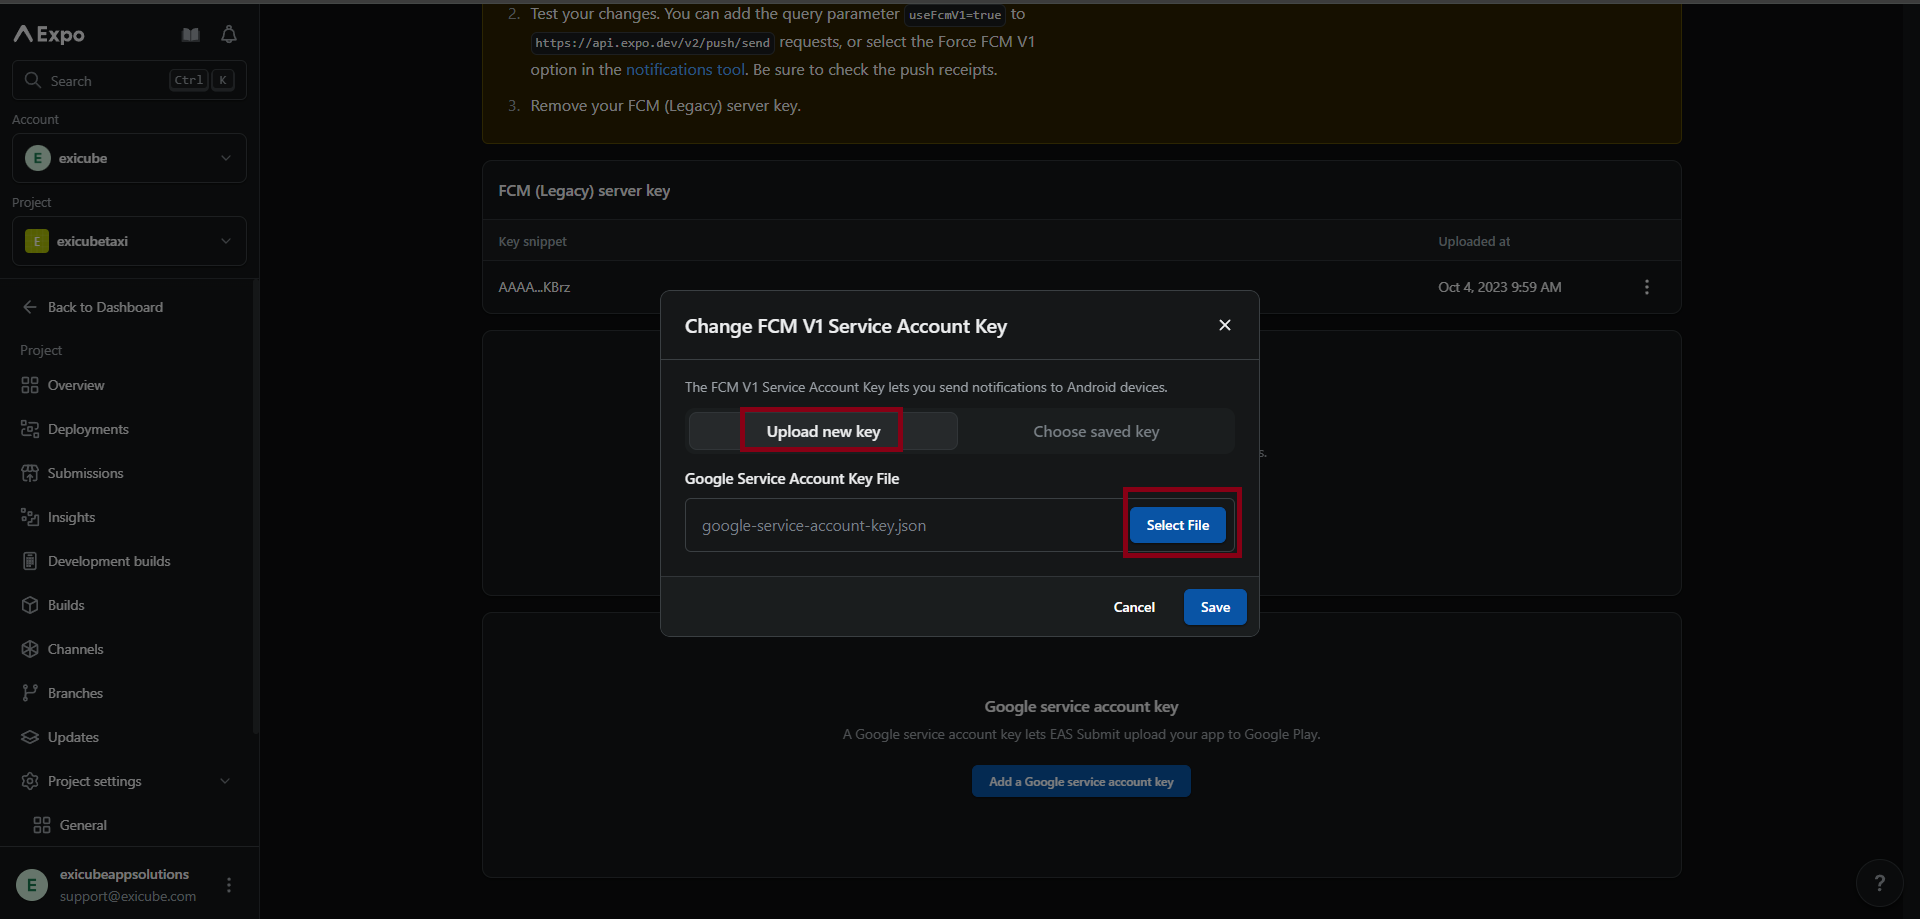 Expo
Search Ctrl K
Account
E exicube
Project
E exicubetaxi
Back to Dashboard
Project
Overview
Deployments
Submissions
Insights
Development builds
Builds
Channels
Branches
Updates
Project settings
General
E exicubeappsolutions
support@exicube.com
2. Test your changes. You can add the query parameter useFcmV1=true to
https://api.expo.dev/v2/push/send requests, or select the Force FCM V1
option in the notifications tool. Be sure to check the push receipts.
3. Remove your FCM (Legacy) server key.
FCM (Legacy) server key
Key snippet Uploaded at
AAAA...KBrz Oct 4, 2023 9:59 AM
Change FCM V1 Service Account Key
The FCM V1 Service Account Key lets you send notifications to Android devices.
Upload new key Choose saved key
s.
Google Service Account Key File
google-service-account-key.json Select File
Cancel Save
Google service account key
A Google service account key lets EAS Submit upload your app to Google Play.
Add a Google service account key
?